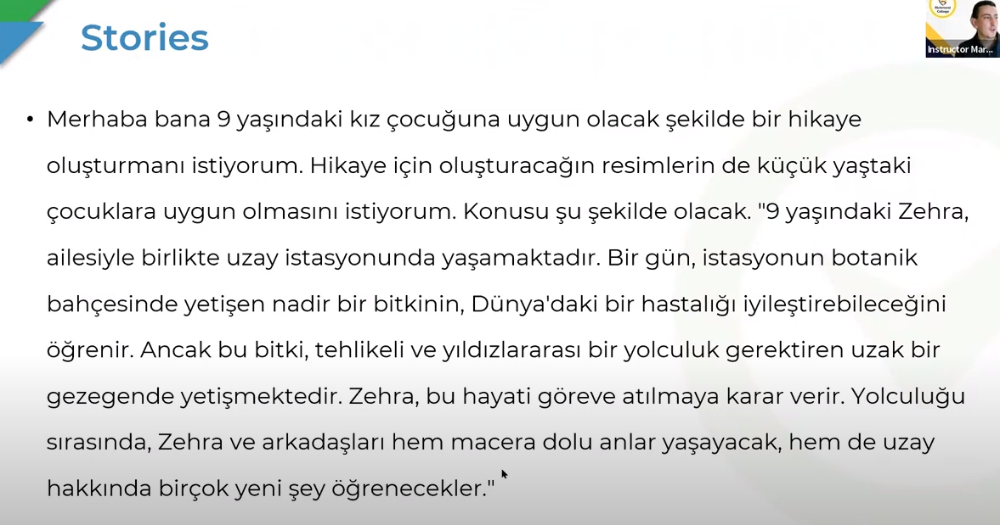 Stories
Richmond
College
Instructor Mar...
• Merhaba bana 9 yaşındaki kız çocuğuna uygun olacak şekilde bir hikaye
oluşturmanı istiyorum. Hikaye için oluşturacağın resimlerin de küçük yaştaki
çocuklara uygun olmasını istiyorum. Konusu şu şekilde olacak. "9 yaşındaki Zehra,
ailesiyle birlikte uzay istasyonunda yaşamaktadır. Bir gün, istasyonun botanik
bahçesinde yetişen nadir bir bitkinin, Dünya'daki bir hastalığı iyileştirebileceğini
öğrenir. Ancak bu bitki, tehlikeli ve yıldızlararası bir yolculuk gerektiren uzak bir
gezegende yetişmektedir. Zehra, bu hayati göreve atılmaya karar verir. Yolculuğu
sırasında, Zehra ve arkadaşları hem macera dolu anlar yaşayacak, hem de uzay
hakkında birçok yeni şey öğrenecekler."